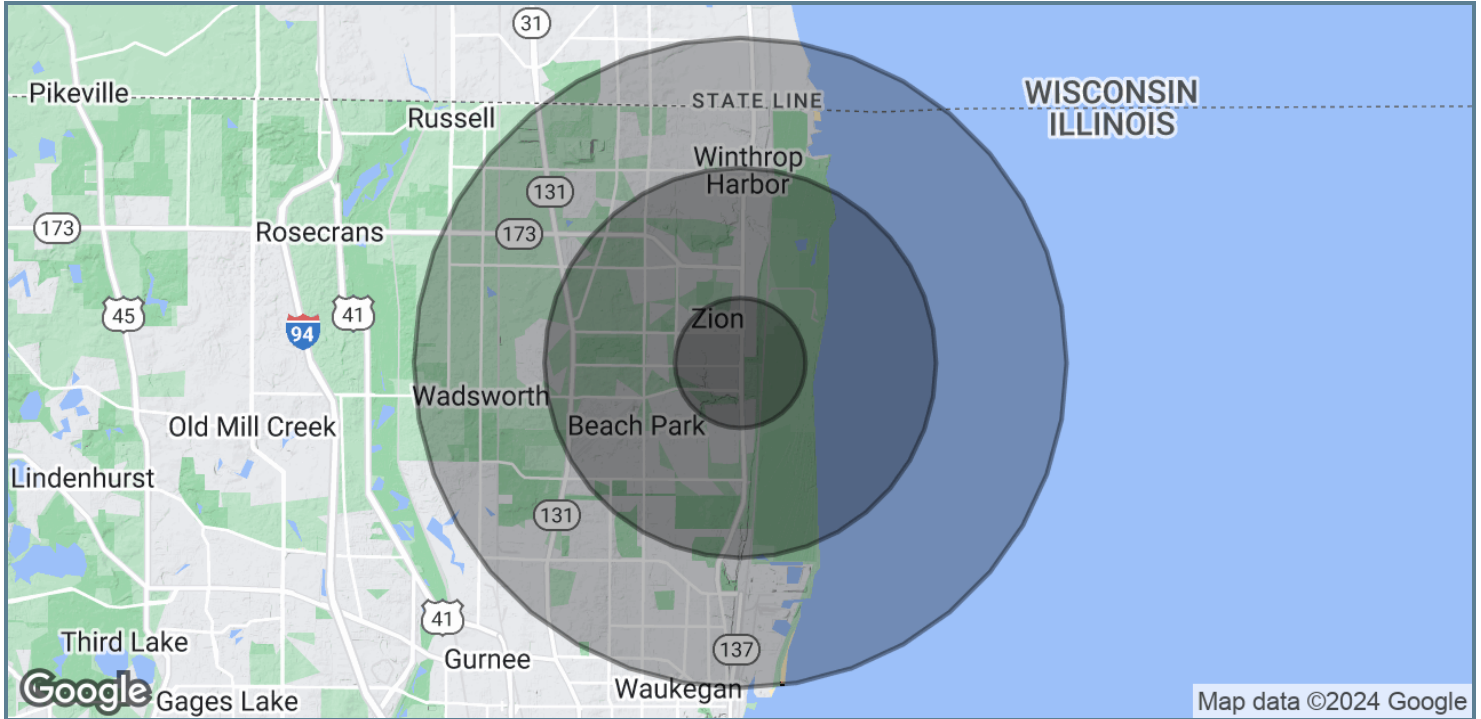 31
Pikeville
STATE LINE
WISCONSIN
ILLINOIS
Russell
Winthrop
Harbor
131
173
Rosecrans
173
45
41
94
Zion
Wadsworth
Old Mill Creek
Beach Park
Lindenhurst
131
41
Third Lake
Gurnee
137
Waukegan
Google
Gages Lake
Map data ©2024 Google